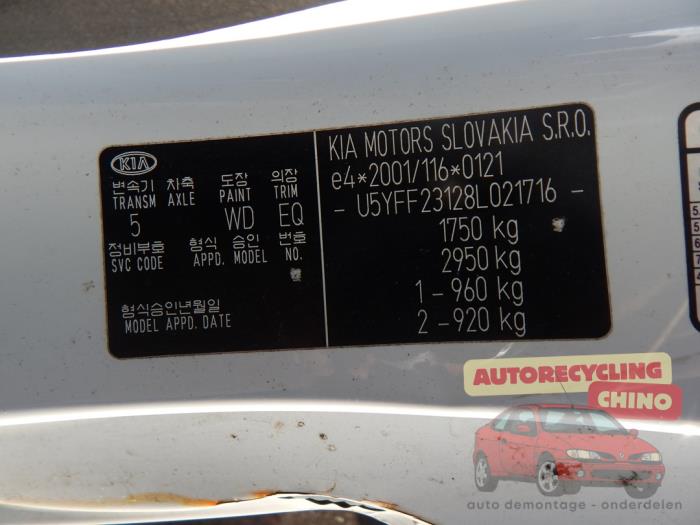 KIA
변속기 차축 도장 의장
TRANSM AXLE PAINT TRIM
5 WD EQ
정비부호 형식 승인 번호
SVC CODE APPD. MODEL NO.
형식승인년월일
MODEL APPD. DATE
KIA MOTORS SLOVAKIA S.R.O.
e4*2001/116*0121
- U5YFF23128L021716 -
1750 kg
2950 kg
1 - 960 kg
2 - 920 kg
AUTORECYCLING
CHINO
auto demontage - onderdelen